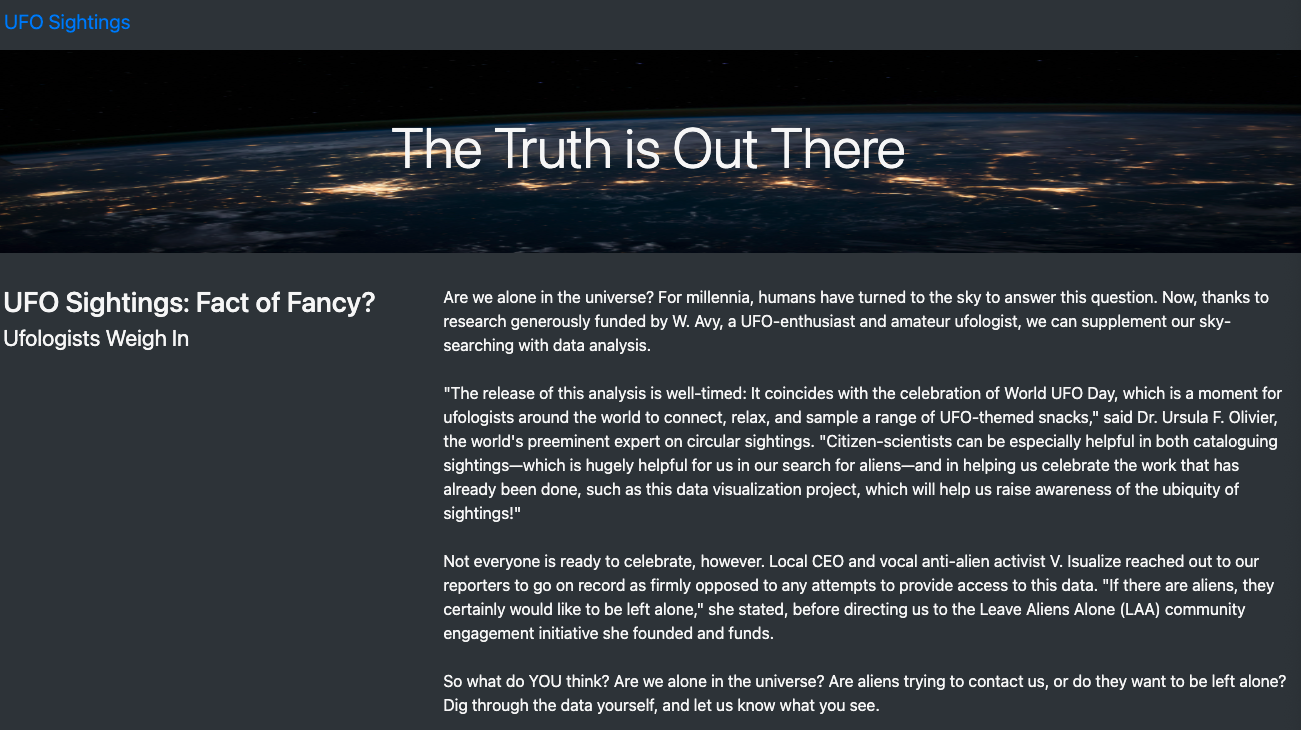 UFO Sightings
The Truth is Out There
UFO Sightings: Fact of Fancy?
Ufologists Weigh In
Are we alone in the universe? For millennia, humans have turned to the sky to answer this question. Now, thanks to
research generously funded by W. Avy, a UFO-enthusiast and amateur ufologist, we can supplement our sky-
searching with data analysis.
"The release of this analysis is well-timed: It coincides with the celebration of World UFO Day, which is a moment for
ufologists around the world to connect, relax, and sample a range of UFO-themed snacks," said Dr. Ursula F. Olivier,
the world's preeminent expert on circular sightings. "Citizen-scientists can be especially helpful in both cataloguing
sightings—which is hugely helpful for us in our search for aliens—and in helping us celebrate the work that has
already been done, such as this data visualization project, which will help us raise awareness of the ubiquity of
sightings!"
Not everyone is ready to celebrate, however. Local CEO and vocal anti-alien activist V. Isualize reached out to our
reporters to go on record as firmly opposed to any attempts to provide access to this data. "If there are aliens, they
certainly would like to be left alone," she stated, before directing us to the Leave Aliens Alone (LAA) community
engagement initiative she founded and funds.
So what do YOU think? Are we alone in the universe? Are aliens trying to contact us, or do they want to be left alone?
Dig through the data yourself, and let us know what you see.